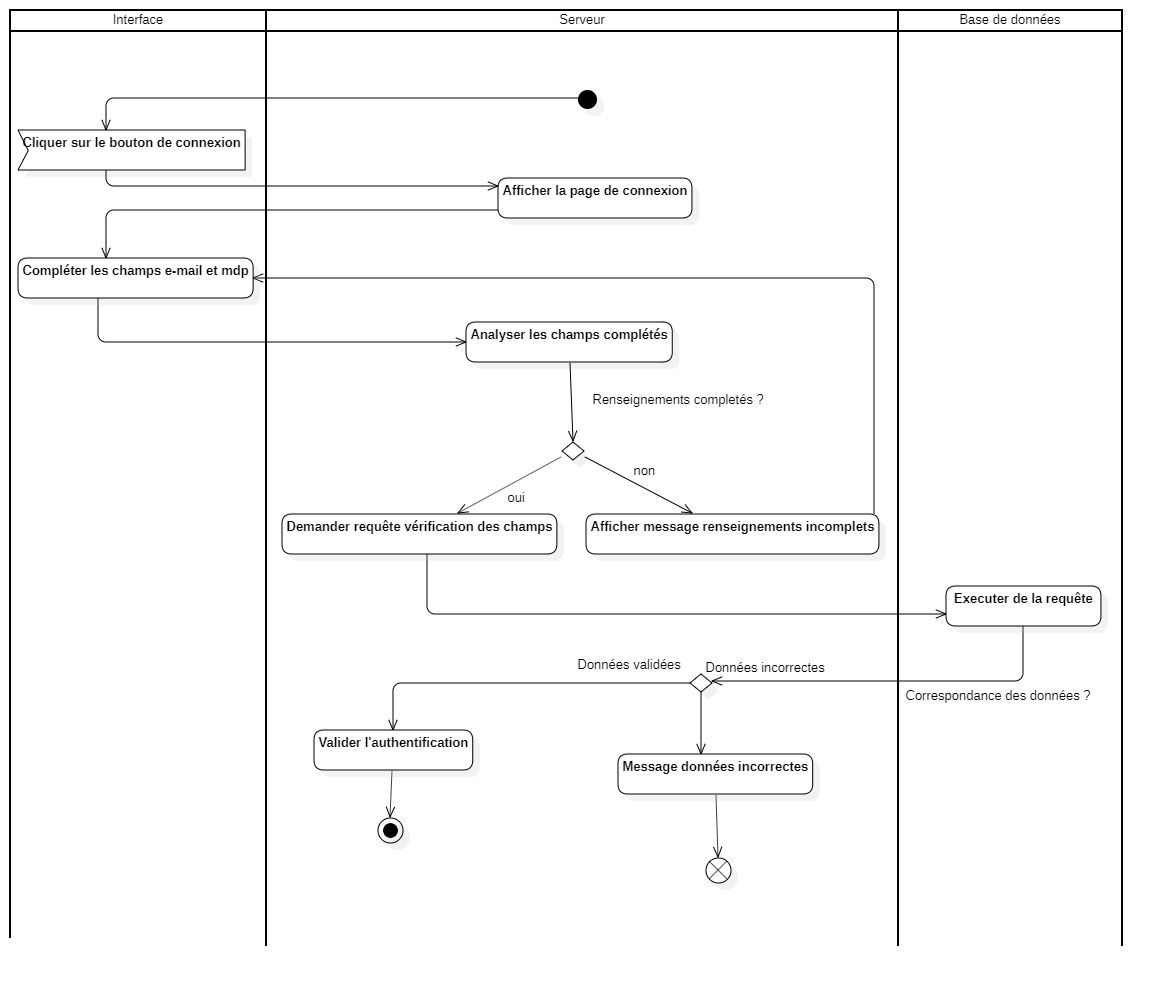 Interface
Serveur
Base de données
Cliquer sur le bouton de connexion
Afficher la page de connexion
Compléter les champs e-mail et mdp
Analyser les champs complétés
Renseignements completés ?
non
oui
Demander requête vérification des champs
Afficher message renseignements incomplets
Executer de la requête
Données validées
Données incorrectes
Correspondance des données ?
Valider l'authentification
Message données incorrectes